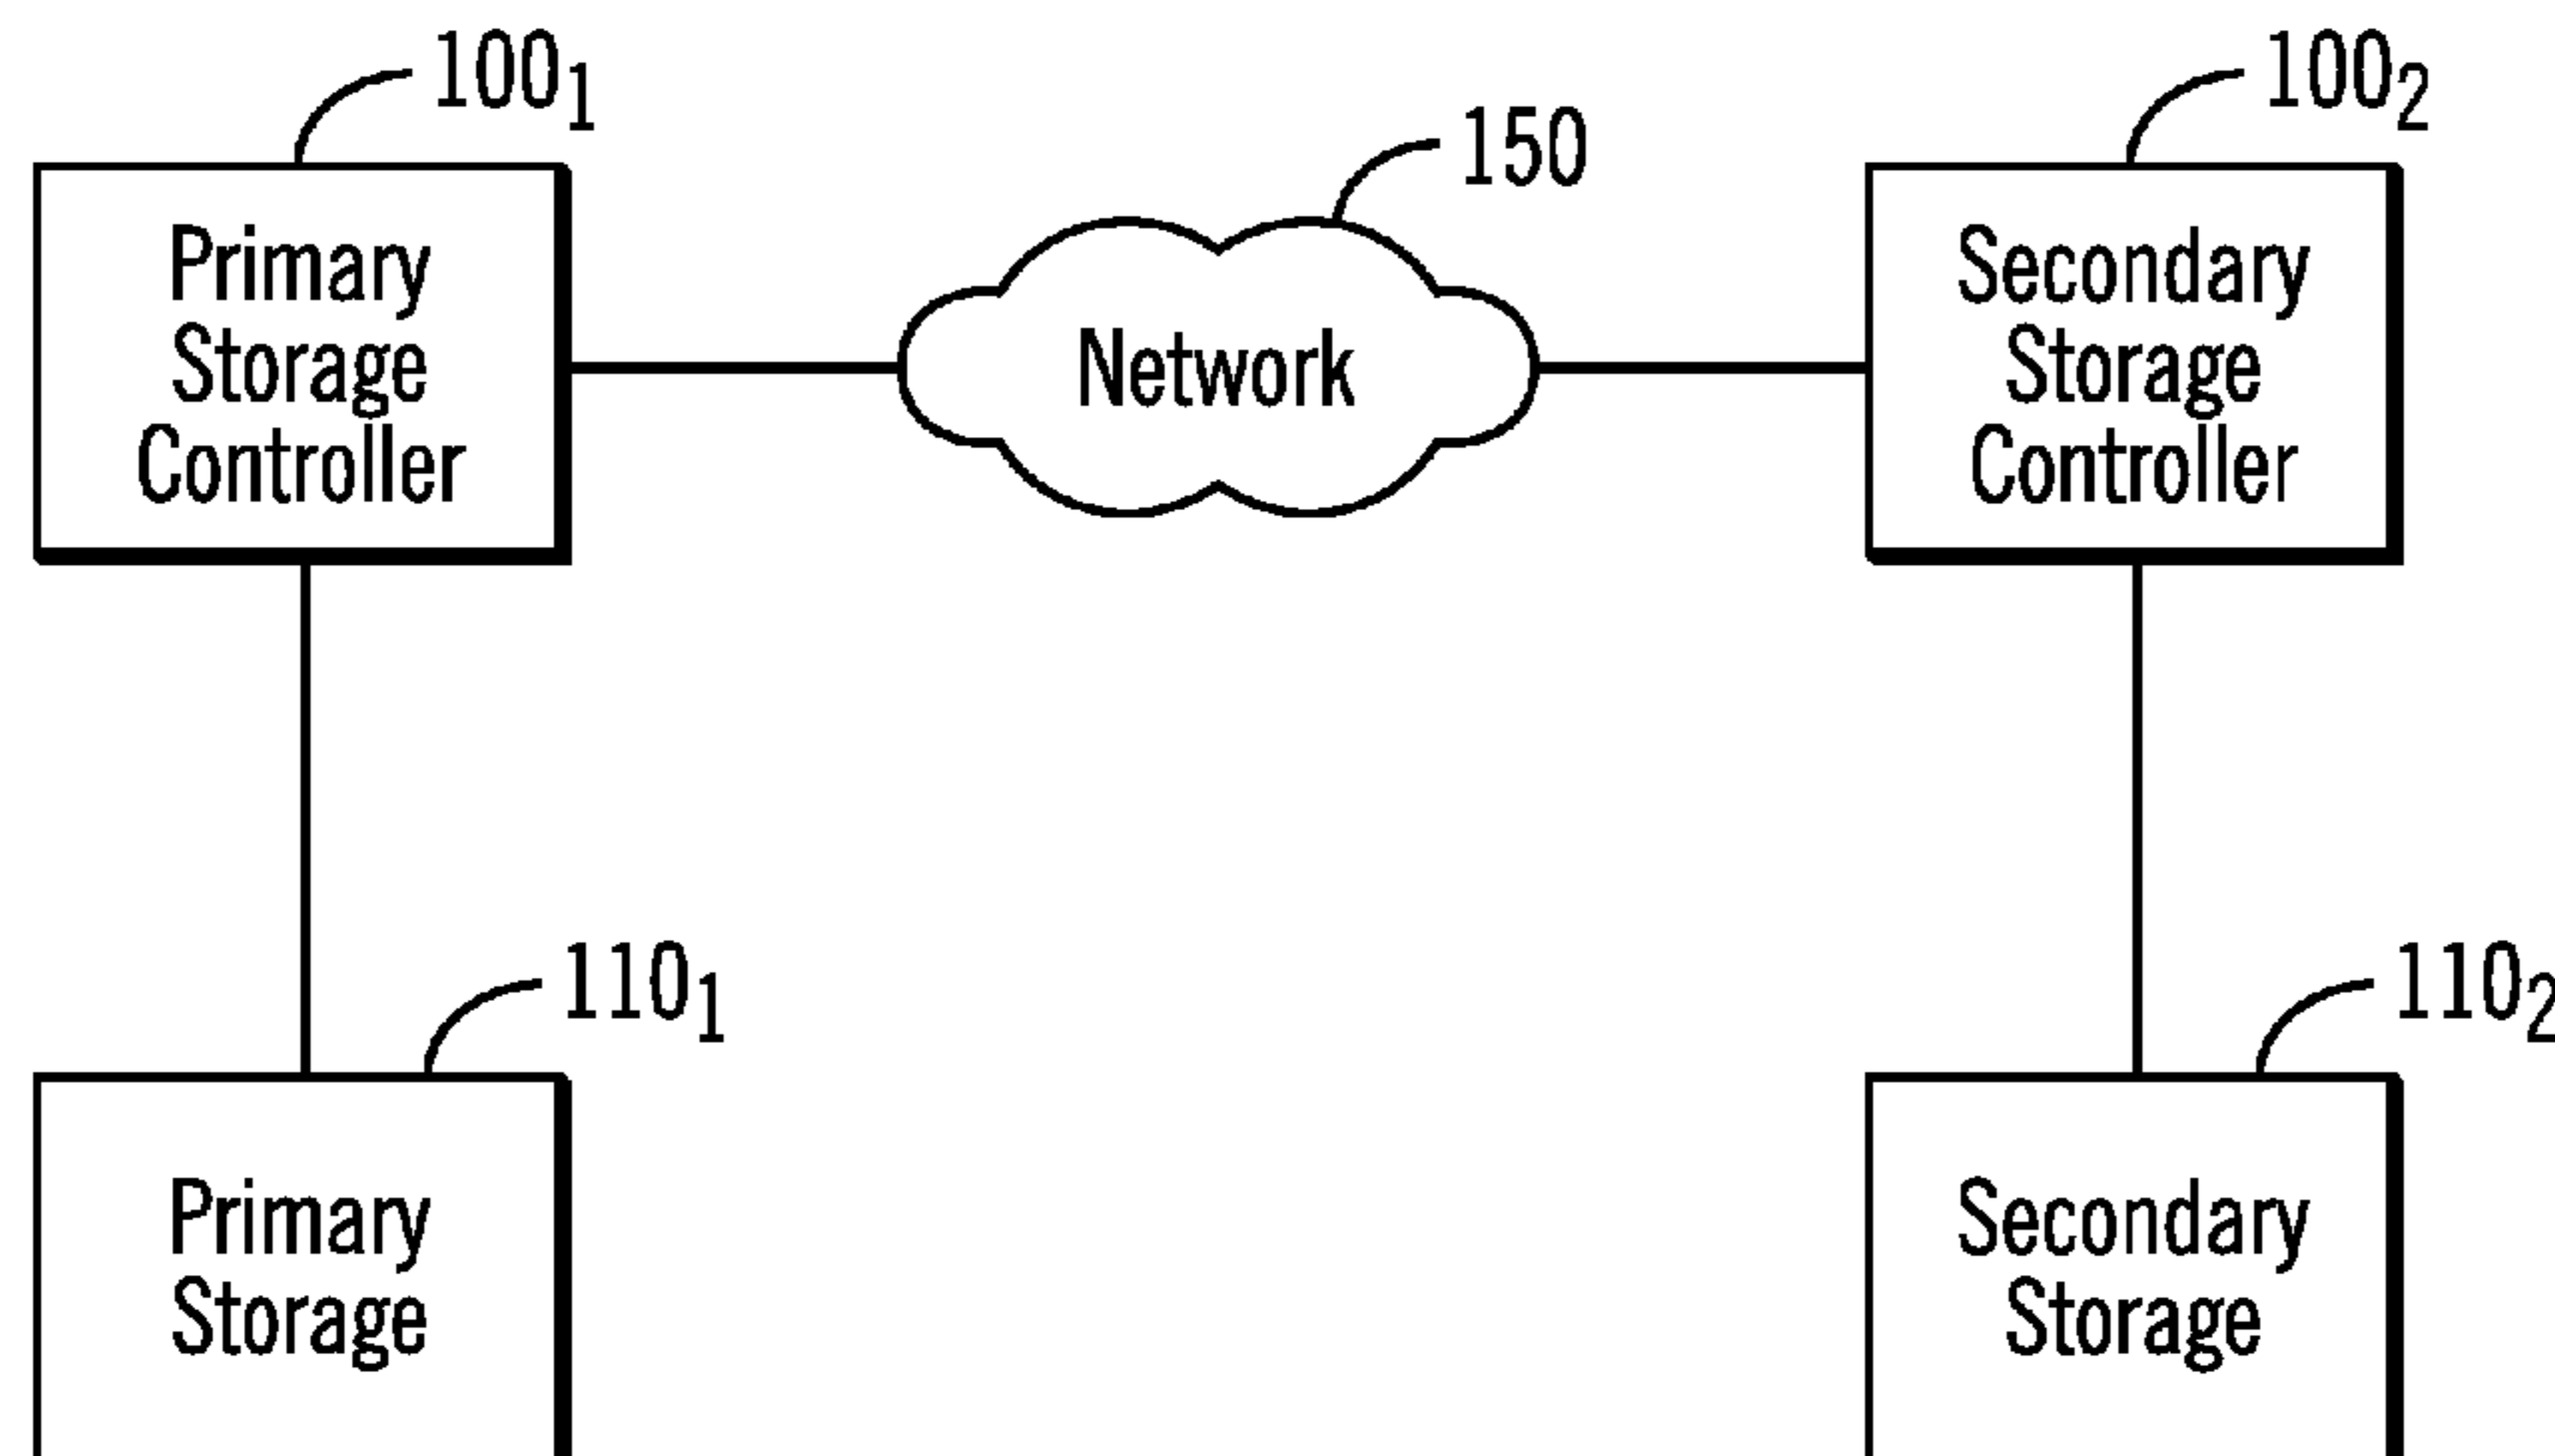 100₁
100₂
150
Primary
Storage
Controller
Network
Secondary
Storage
Controller
110₁
110₂
Primary
Storage
Secondary
Storage